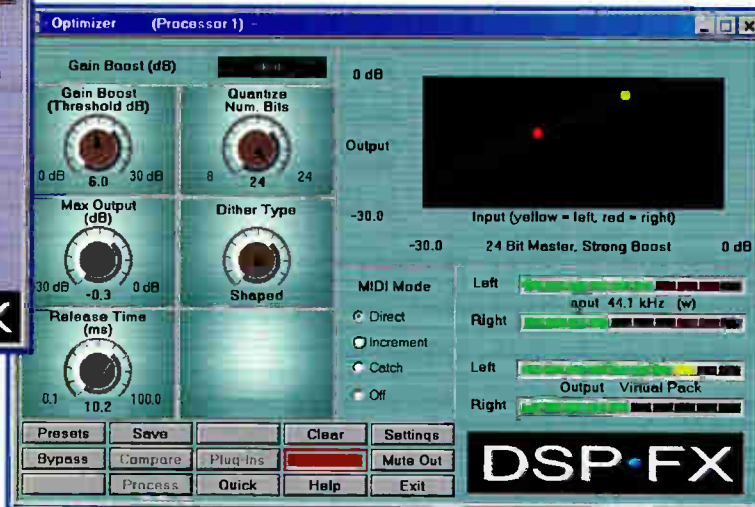 Optimizer (Processor 1) -
Gain Boost (dB)
Gain Boost
(Threshold dB)
0 dB 6.0 30 dB
Quantize
Num. Bits
8 24 24
Max Output
(dB)
30 dB -0.3 0 dB
Dither Type
Shaped
Release Time
(ms)
0.1 10.2 100.0
0 dB
Output
-30.0
Input (yellow = left, red = right)
-30.0 24 Bit Master, Strong Boost 0 dB
MIDI Mode
Direct
Increment
Catch
Off
Left
nput 44.1 kHz (w)
Right
Left
Output Virtual Pack
Right
Presets Save Clear Settings
Bypass Compare Plug-Ins Mute Out
Process Quick Help Exit
DSP•FX
X